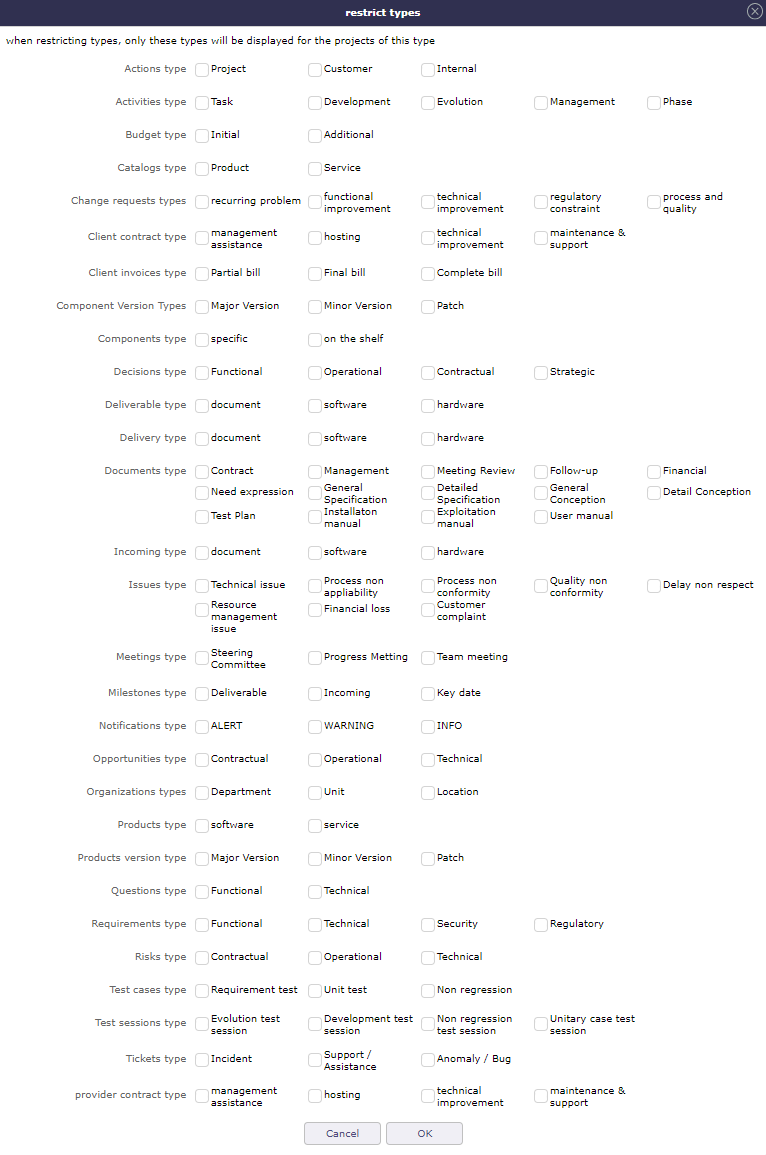 restrict types
when restricting types, only these types will be displayed for the projects of this type
Actions type Project Customer Internal
Activities type Task Development Evolution Management Phase
Budget type Initial Additional
Catalogs type Product Service
Change requests types recurring problem functional improvement technical improvement regulatory constraint process and quality
Client contract type management assistance hosting technical improvement maintenance & support
Client invoices type Partial bill Final bill Complete bill
Component Version Types Major Version Minor Version Patch
Components type specific on the shelf
Decisions type Functional Operational Contractual Strategic
Deliverable type document software hardware
Delivery type document software hardware
Documents type Contract Management Meeting Review Follow-up Financial
Need expression General Specification Detailed Specification General Conception Detail Conception
Test Plan Installaton manual Exploitation manual User manual
Incoming type document software hardware
Issues type Technical issue Process non appliability Process non conformity Quality non conformity Delay non respect
Resource management issue Financial loss Customer complaint
Meetings type Steering Committee Progress Metting Team meeting
Milestones type Deliverable Incoming Key date
Notifications type ALERT WARNING INFO
Opportunities type Contractual Operational Technical
Organizations types Department Unit Location
Products type software service
Products version type Major Version Minor Version Patch
Questions type Functional Technical
Requirements type Functional Technical Security Regulatory
Risks type Contractual Operational Technical
Test cases type Requirement test Unit test Non regression
Test sessions type Evolution test session Development test session Non regression test session Unitary case test session
Tickets type Incident Support / Assistance Anomaly / Bug
provider contract type management assistance hosting technical improvement maintenance & support
Cancel OK